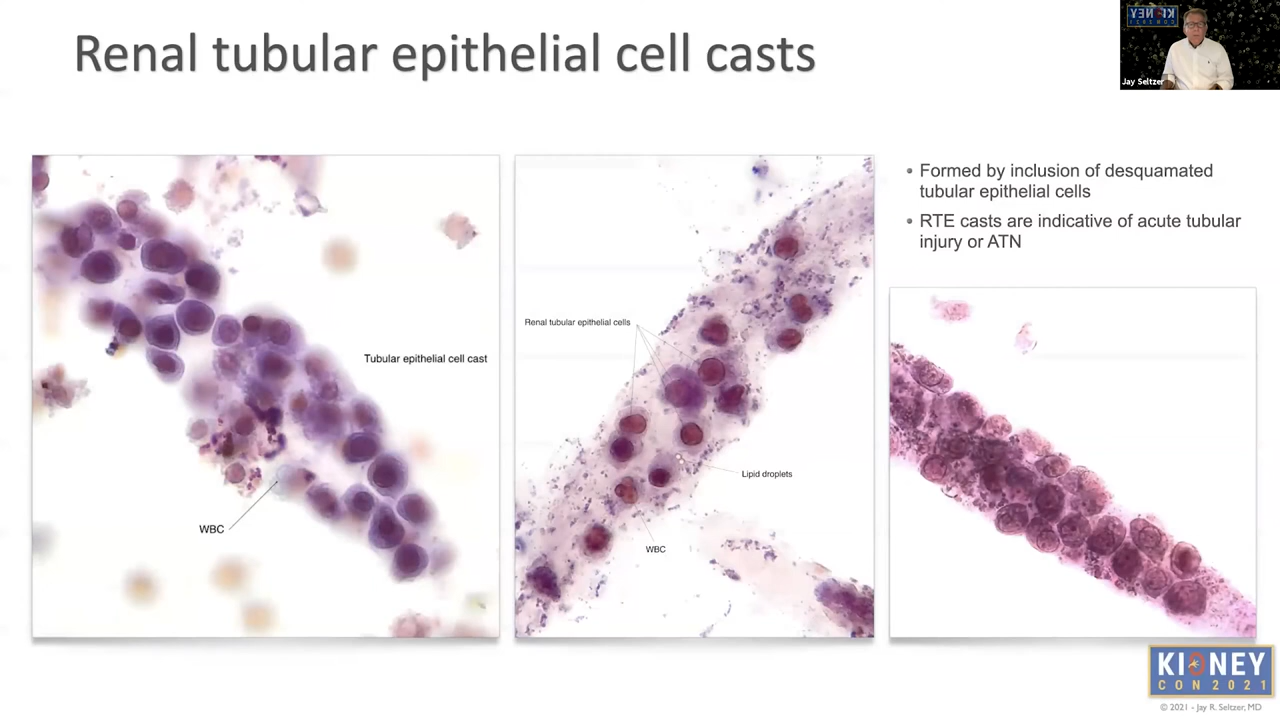 Renal tubular epithelial cell casts
KIDNEY
CON 2021
Jay Seltzer
Tubular epithelial cell cast
WBC
Renal tubular epithelial cells
Lipid droplets
WBC
• Formed by inclusion of desquamated
tubular epithelial cells
• RTE casts are indicative of acute tubular
injury or ATN
KIDNEY
CON2021
© 2021 - Jay R. Seltzer, MD